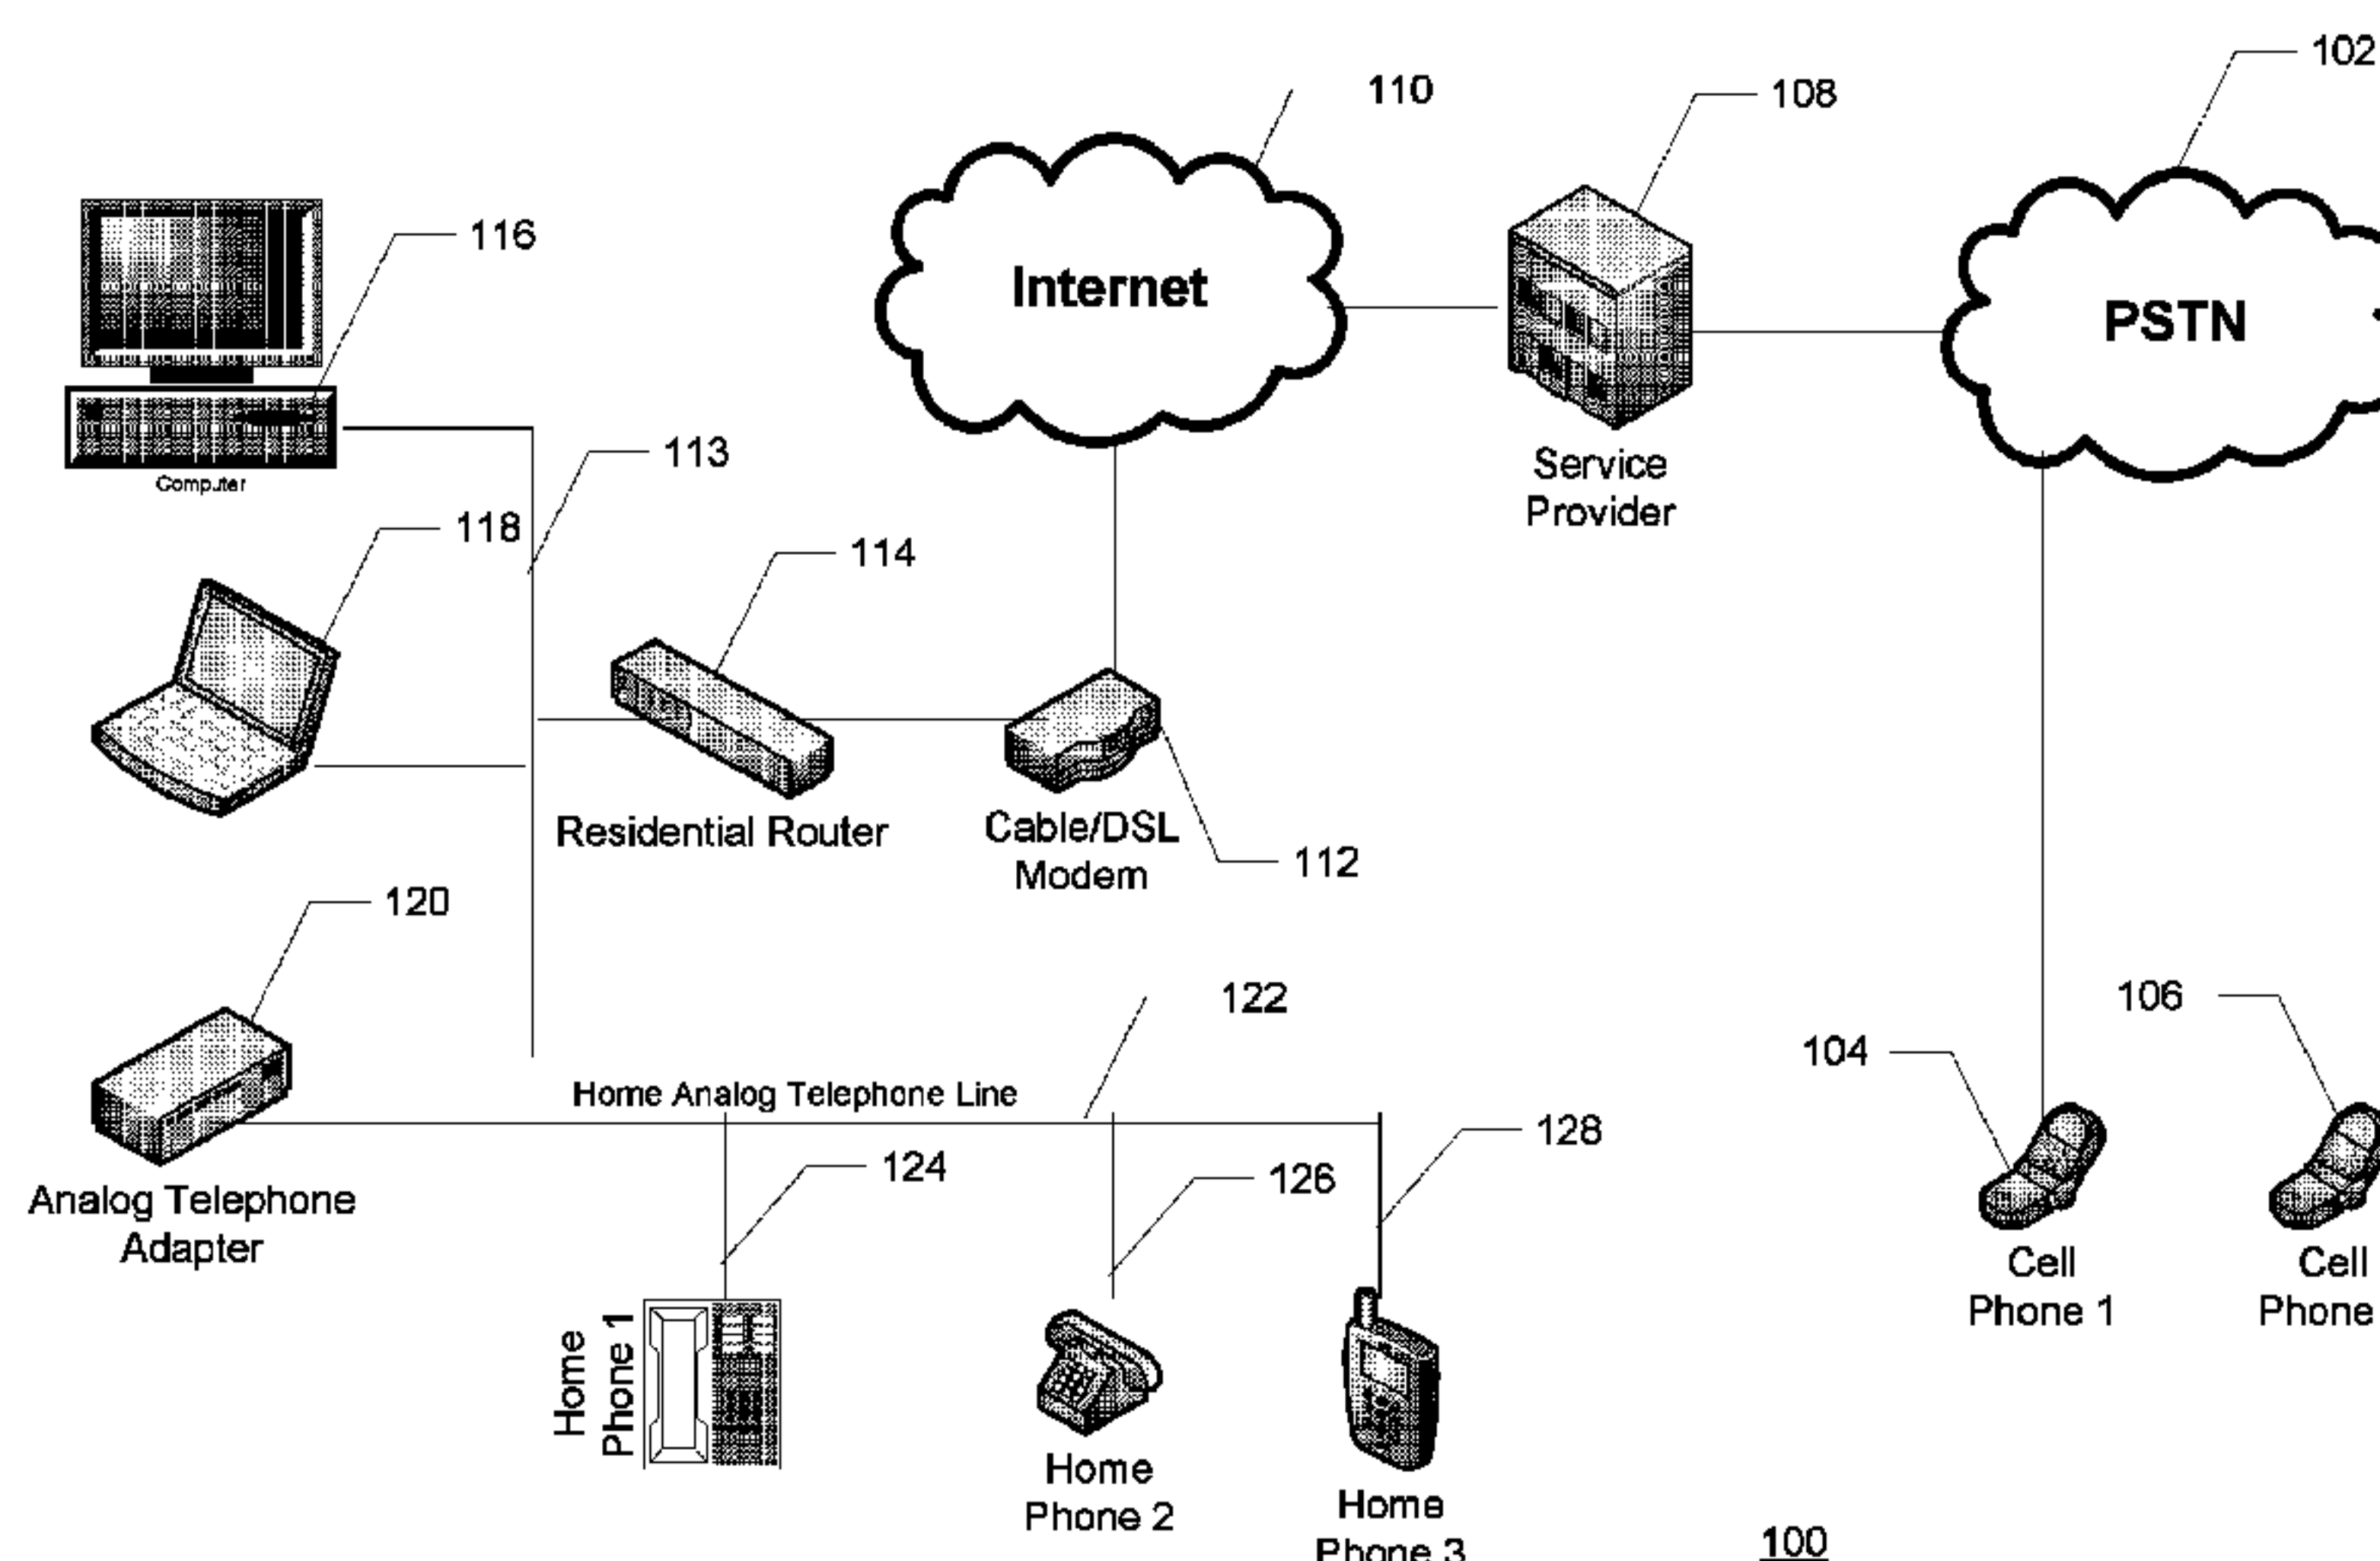 102
110
108
Internet
PSTN
116
Computer
113
Service
Provider
118
114
Residential Router
Cable/DSL
Modem
112
120
Analog Telephone
Adapter
122
Home Analog Telephone Line
106
104
124
126
128
Home
Phone 1
Home
Phone 2
Home
Phone 3
Cell
Phone 1
Cell
Phone
100